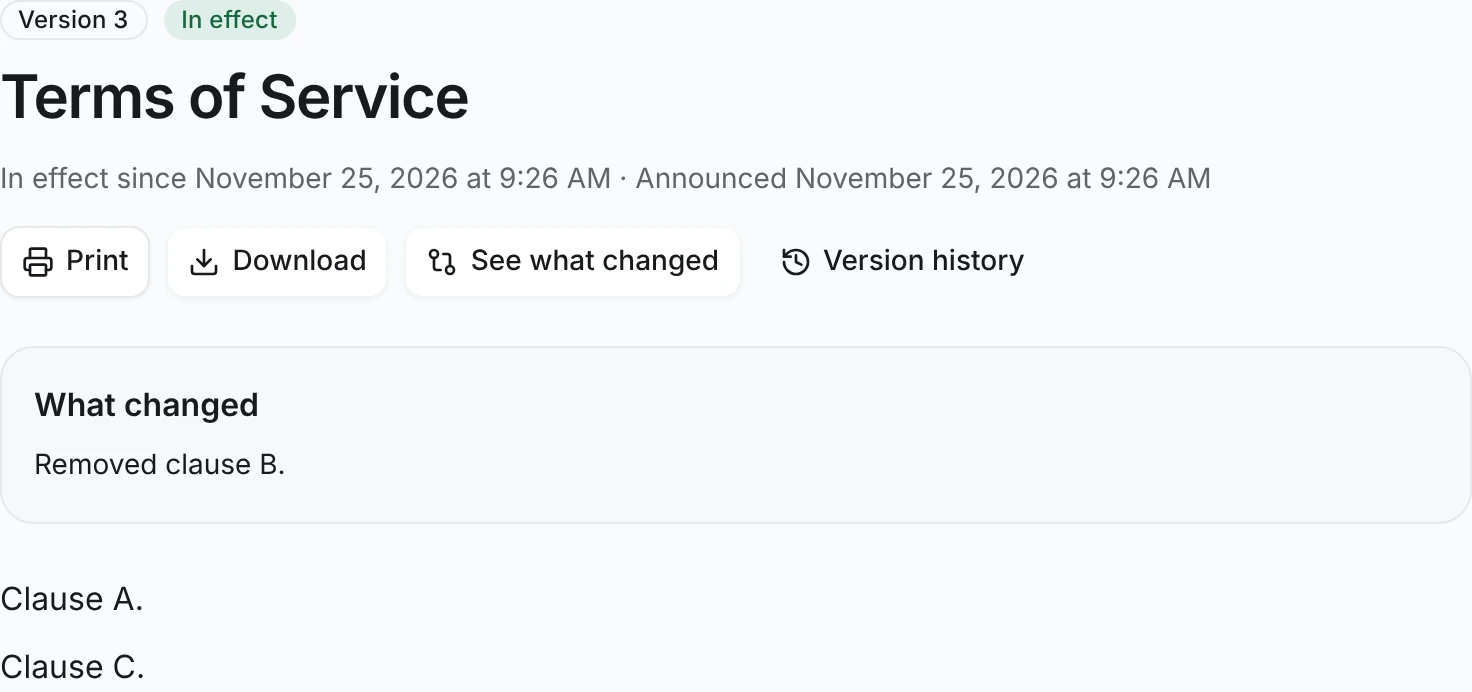 Version 3 In effect
Terms of Service
In effect since November 25, 2026 at 9:26 AM · Announced November 25, 2026 at 9:26 AM
Print Download See what changed Version history
What changed
Removed clause B.
Clause A.
Clause C.